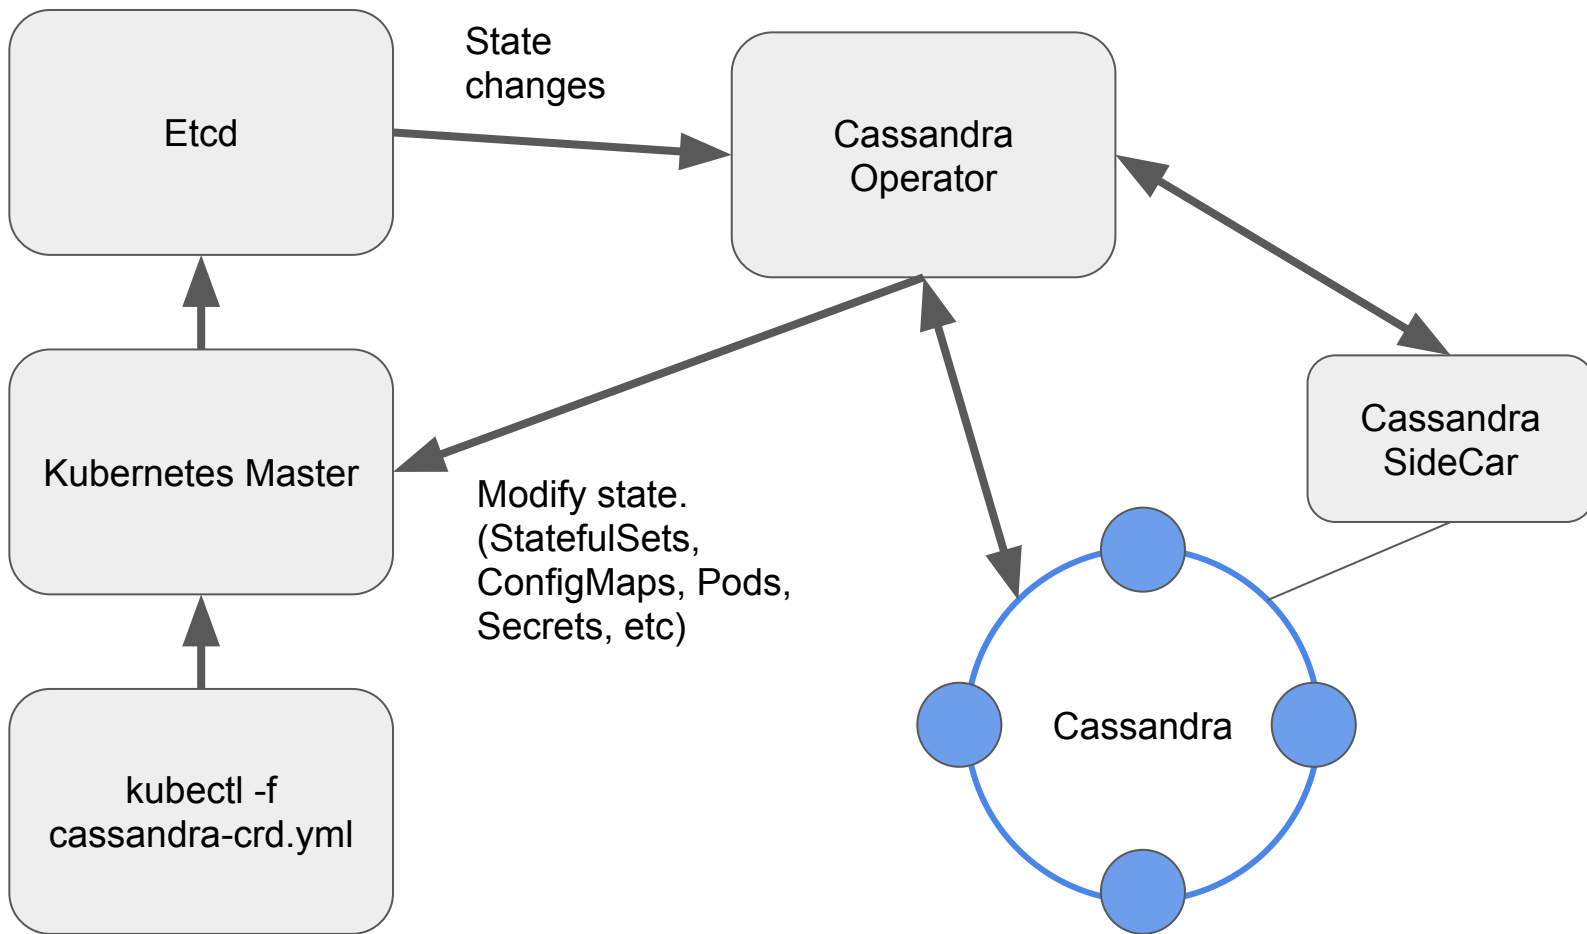 Etcd
State
changes
Cassandra
Operator
Kubernetes Master
Modify state.
(StatefulSets,
ConfigMaps, Pods,
Secrets, etc)
Cassandra
SideCar
kubectl -f
cassandra-crd.yml
Cassandra